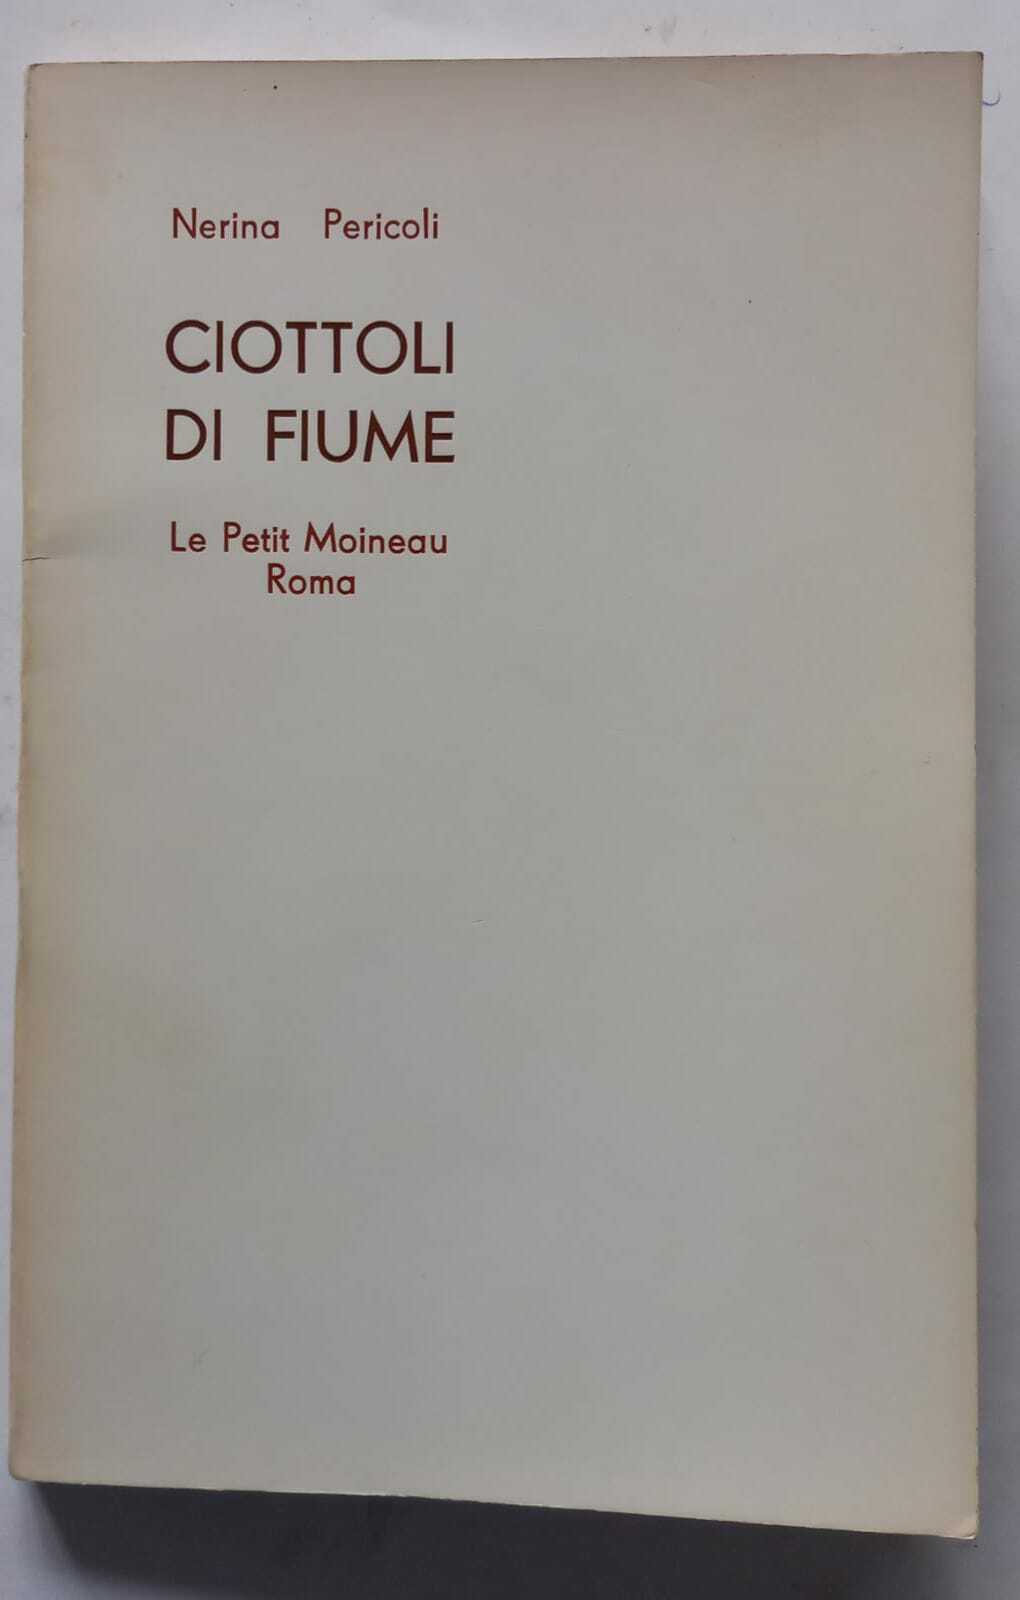 Nerina Pericoli
CIOTTOLI
DI FIUME
Le Petit Moineau
Roma